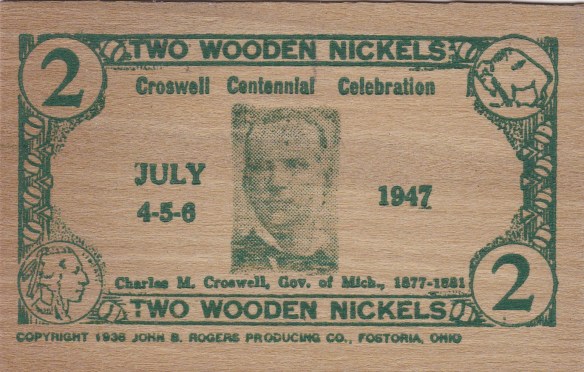 TWO WOODEN NICKELS
2
Croswell Centennial Celebration
JULY
4-5-6
1947
Charles M. Croswell, Gov. of Mich., 1877-1881
2
TWO WOODEN NICKELS
COPYRIGHT 1936 JOHN B. ROGERS PRODUCING CO., FOSTORIA, OHIO